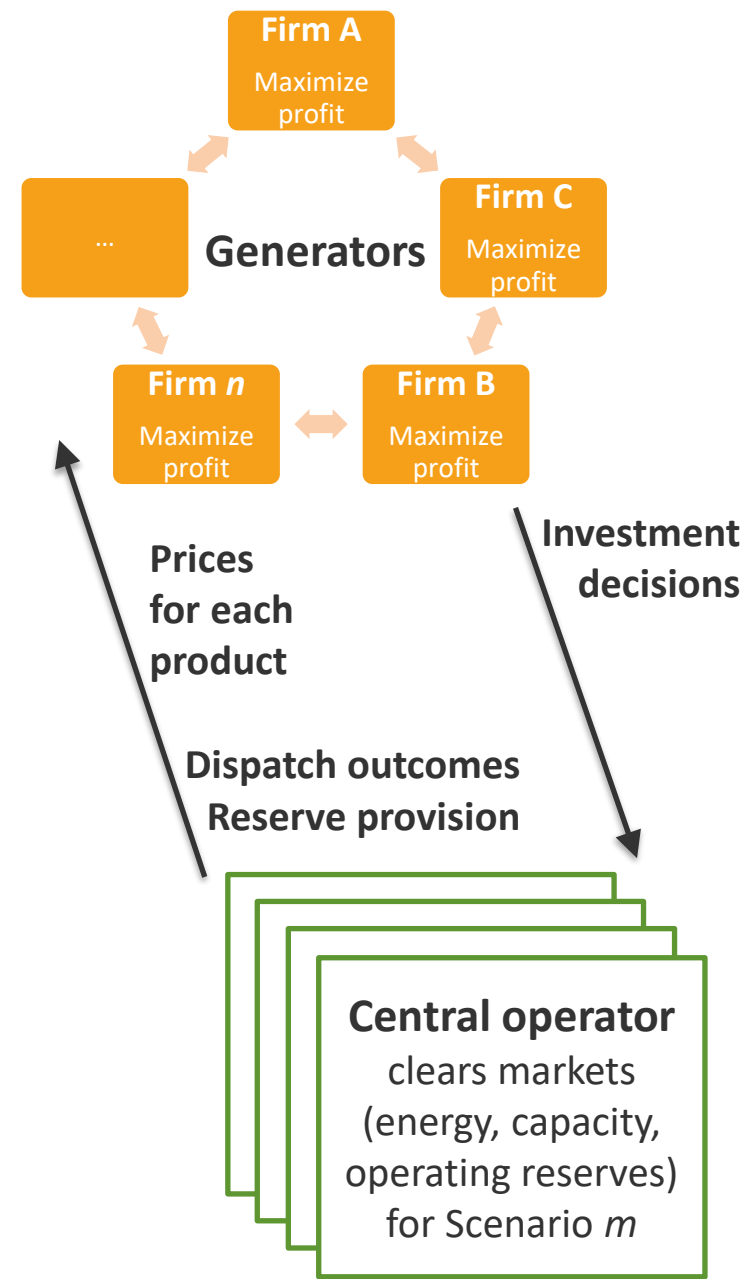 Firm A
Maximize
profit
...
Generators
Firm C
Maximize
profit
Firm n
Maximize
profit
Firm B
Maximize
profit
Prices
for each
product
Investment
decisions
Dispatch outcomes
Reserve provision
Central operator
clears markets
(energy, capacity,
operating reserves)
for Scenario m